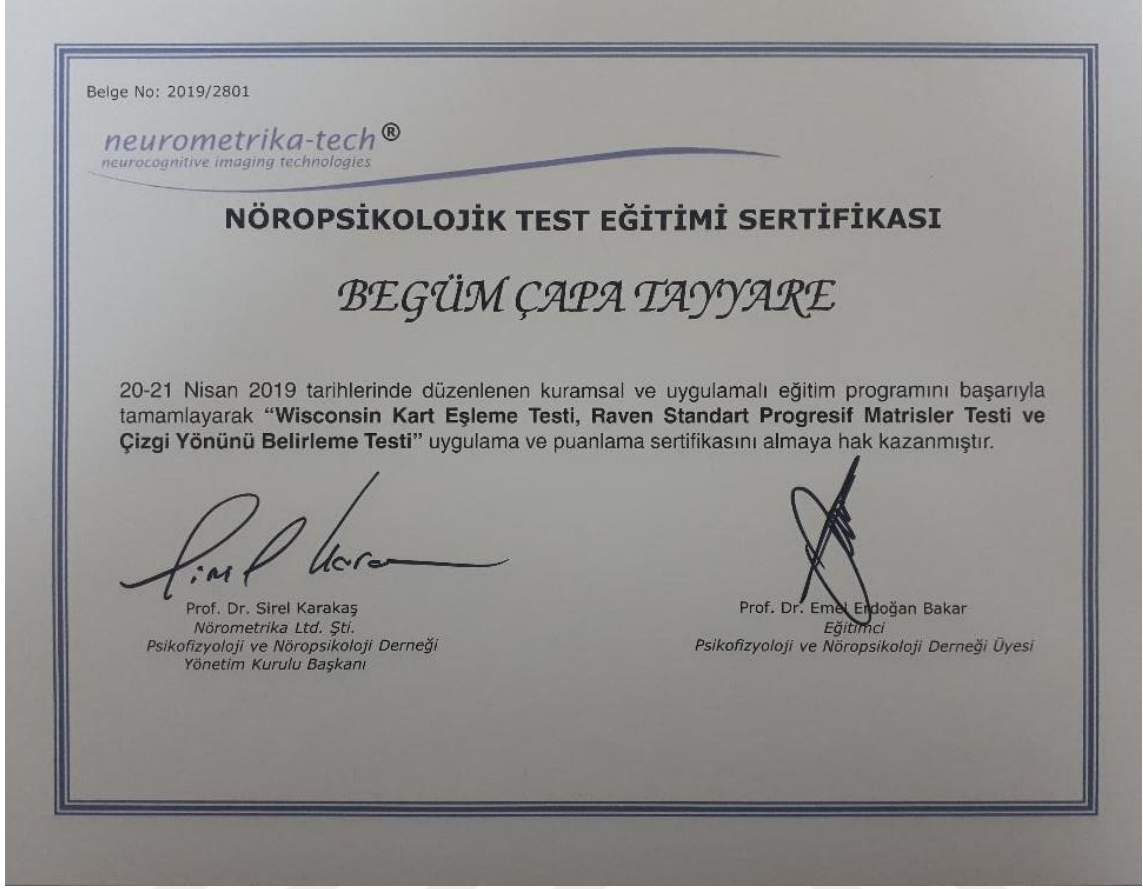 Belge No: 2019/2801
neurometrika-tech®
neurocognitive imaging technologies
NÖROPSİKOLOJİK TEST EĞİTİMİ SERTİFİKASI
BEGÜM ÇAPA TAYYARE
20-21 Nisan 2019 tarihlerinde düzenlenen kuramsal ve uygulamalı eğitim programını başarıyla
tamamlayarak “Wisconsin Kart Eşleme Testi, Raven Standart Progresif Matrisler Testi ve
Çizgi Yönünü Belirleme Testi” uygulama ve puanlama sertifikasını almaya hak kazanmıştır.
Prof. Dr. Sirel Karakaş
Nörometrika Ltd. Şti.
Psikofizyoloji ve Nöropsikoloji Derneği
Yönetim Kurulu Başkanı
Prof. Dr. Emel Erdoğan Bakar
Eğitimci
Psikofizyoloji ve Nöropsikoloji Derneği Üyesi